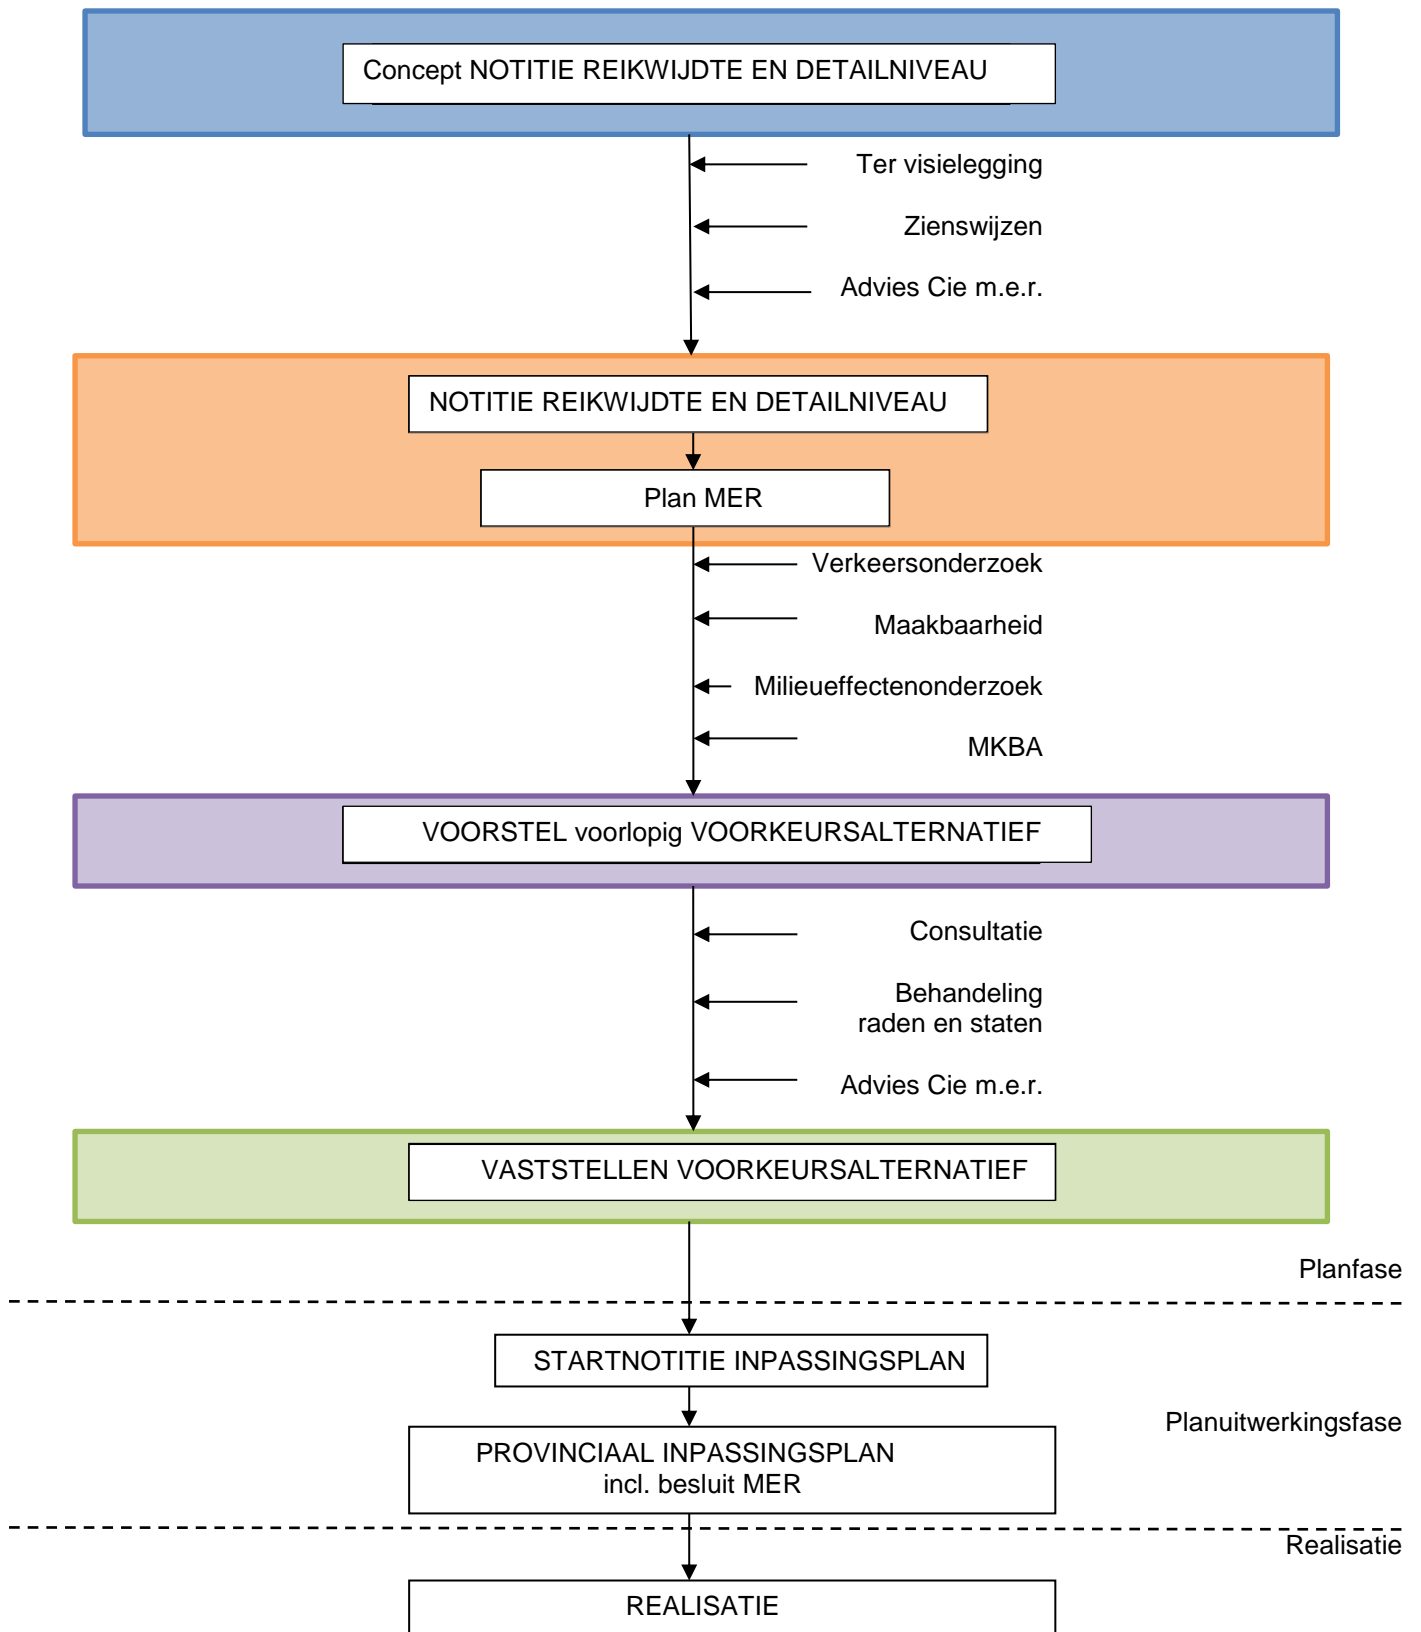 Concept NOTITIE REIKWIJDTE EN DETAILNIVEAU
Ter visielegging
Zienswijzen
Advies Cie m.e.r.
NOTITIE REIKWIJDTE EN DETAILNIVEAU
Plan MER
Verkeersonderzoek
Maakbaarheid
Milieueffectenonderzoek
MKBA
VOORSTEL voorlopig VOORKEURSALTERNATIEF
Consultatie
Behandeling
raden en staten
Advies Cie m.e.r.
VASTSTELLEN VOORKEURSALTERNATIEF
Planfase
STARTNOTITIE INPASSINGSPLAN
Planuitwerkingsfase
PROVINCIAAL INPASSINGSPLAN
incl. besluit MER
Realisatie
REALISATIE